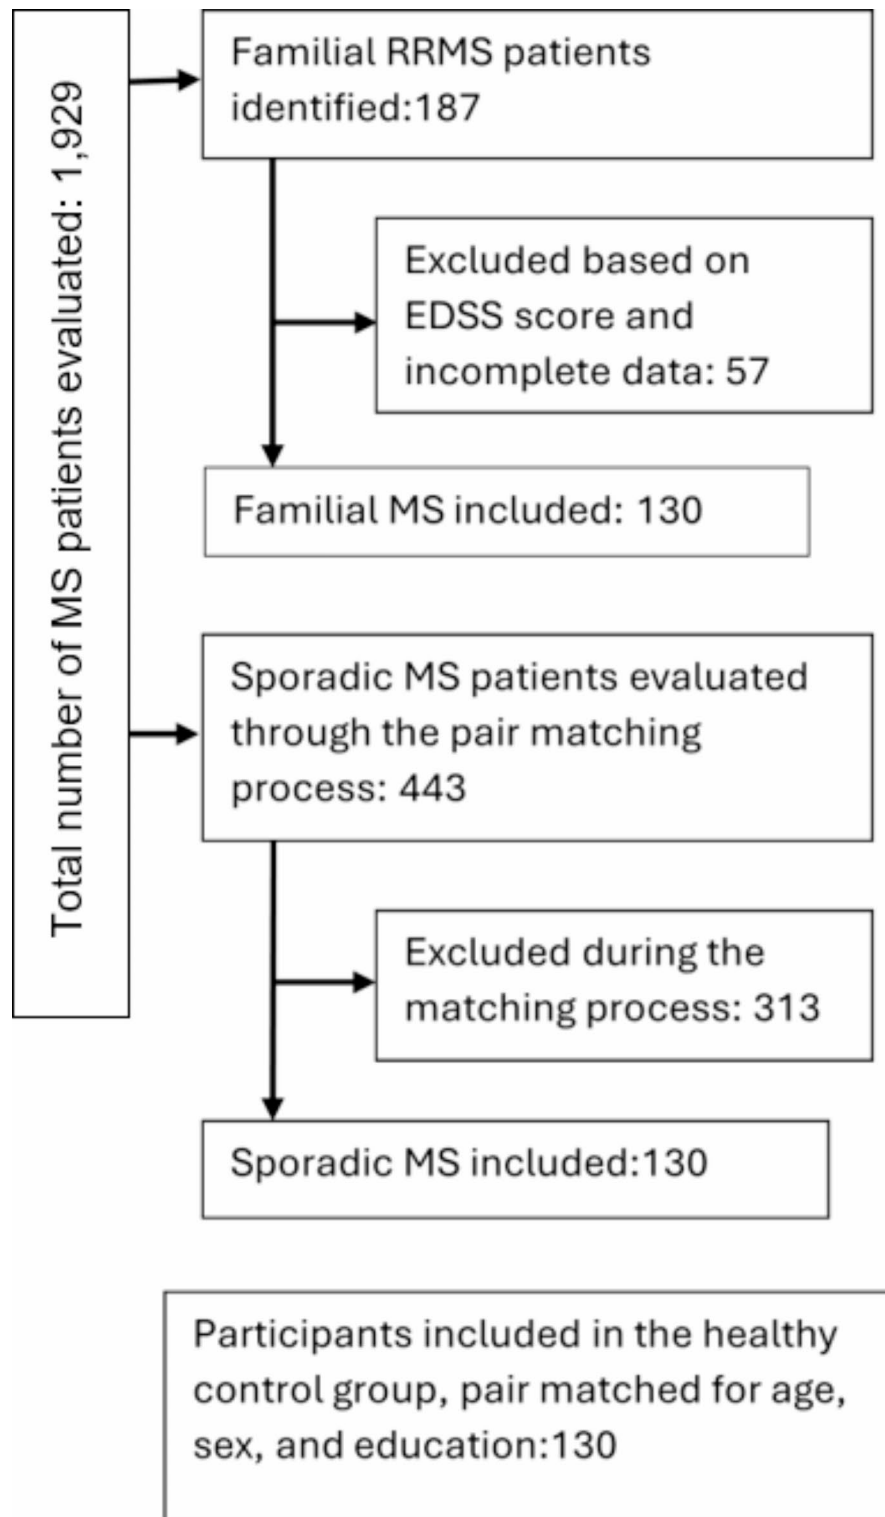 Total number of MS patients evaluated: 1,929
Familial RRMS patients
identified:187
Excluded based on
EDSS score and
incomplete data: 57
Familial MS included: 130
Sporadic MS patients evaluated
through the pair matching
process: 443
Excluded during the
matching process: 313
Sporadic MS included:130
Participants included in the healthy
control group, pair matched for age,
sex, and education:130